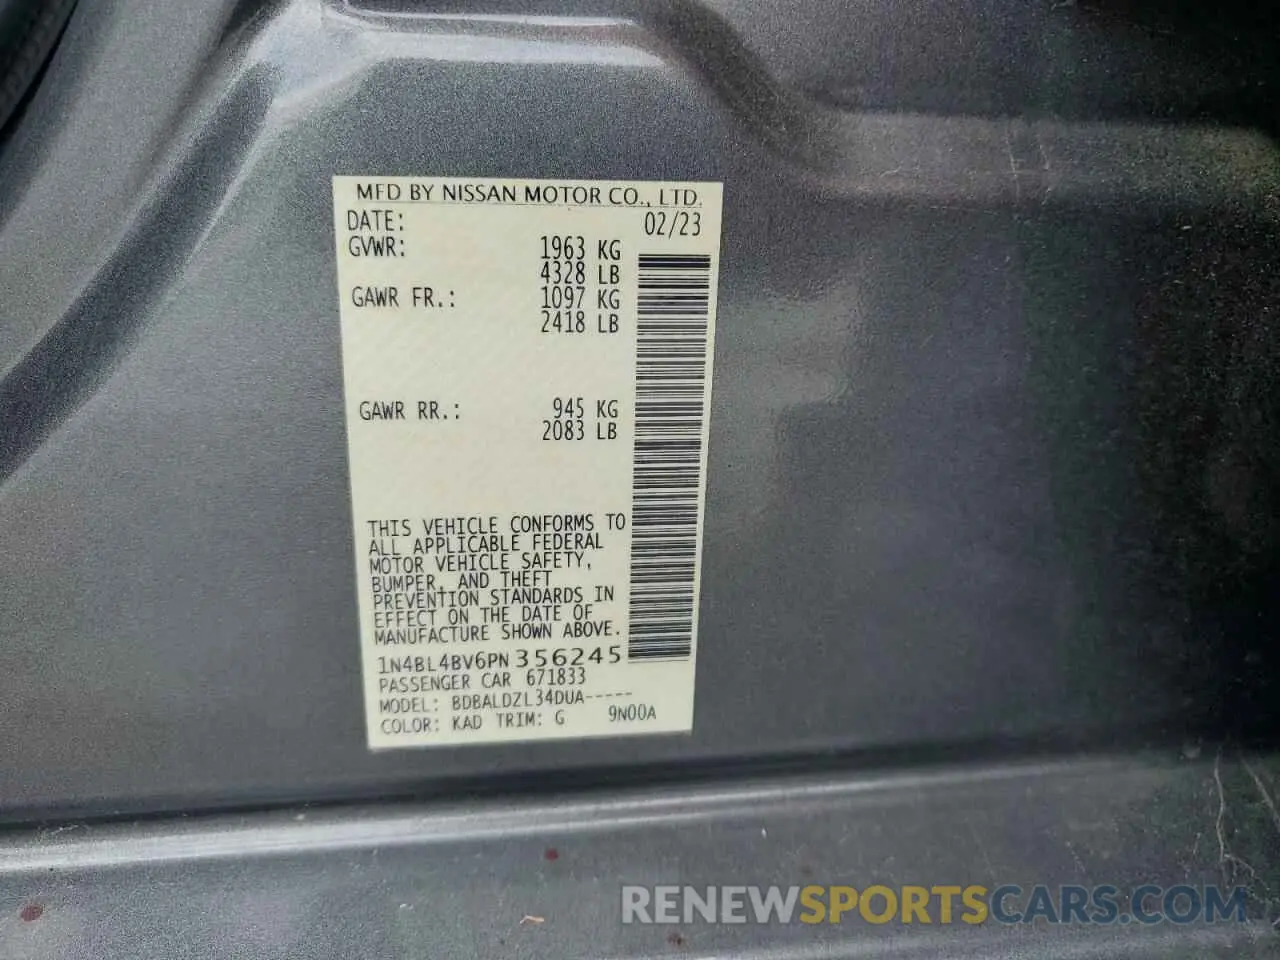 MFD BY NISSAN MOTOR CO., LTD.
DATE: 02/23
GVWR: 1963 KG
4328 LB
GAWR FR.: 1097 KG
2418 LB
GAWR RR.: 945 KG
2083 LB
THIS VEHICLE CONFORMS TO
ALL APPLICABLE FEDERAL
MOTOR VEHICLE SAFETY,
BUMPER, AND THEFT
PREVENTION STANDARDS IN
EFFECT ON THE DATE OF
MANUFACTURE SHOWN ABOVE.
1N4BL4BV6PN356245
PASSENGER CAR 671833
MODEL: BDBALDZL34DUA-----
COLOR: KAD TRIM: G 9N00A
RENEWSPORTSCARS.COM